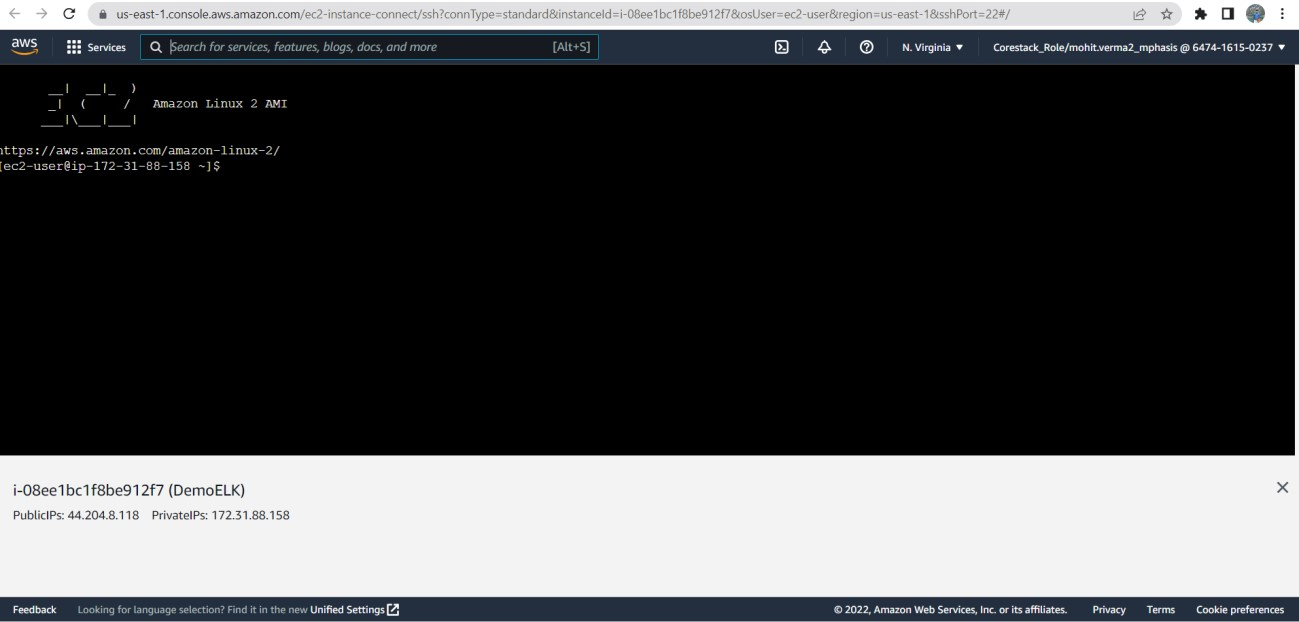 us-east-1.console.aws.amazon.com/ec2-instance-connect/ssh?connType=standard&instanceId=i-08ee1bc1f8be912f7&osUser=ec2-user&region=us-east-1&sshPort=22#/
aws Services Search for services, features, blogs, docs, and more [Alt+S] N. Virginia ▼ Corestack_Role/mohit.verma2_mphasis @ 6474-1615-0237 ▼
__| __|_ )
_| ( / Amazon Linux 2 AMI
___|\___|___|
https://aws.amazon.com/amazon-linux-2/
[ec2-user@ip-172-31-88-158 ~]$
i-08ee1bc1f8be912f7 (DemoELK)
PublicIPs: 44.204.8.118 PrivateIPs: 172.31.88.158
Feedback Looking for language selection? Find it in the new Unified Settings © 2022, Amazon Web Services, Inc. or its affiliates. Privacy Terms Cookie preferences